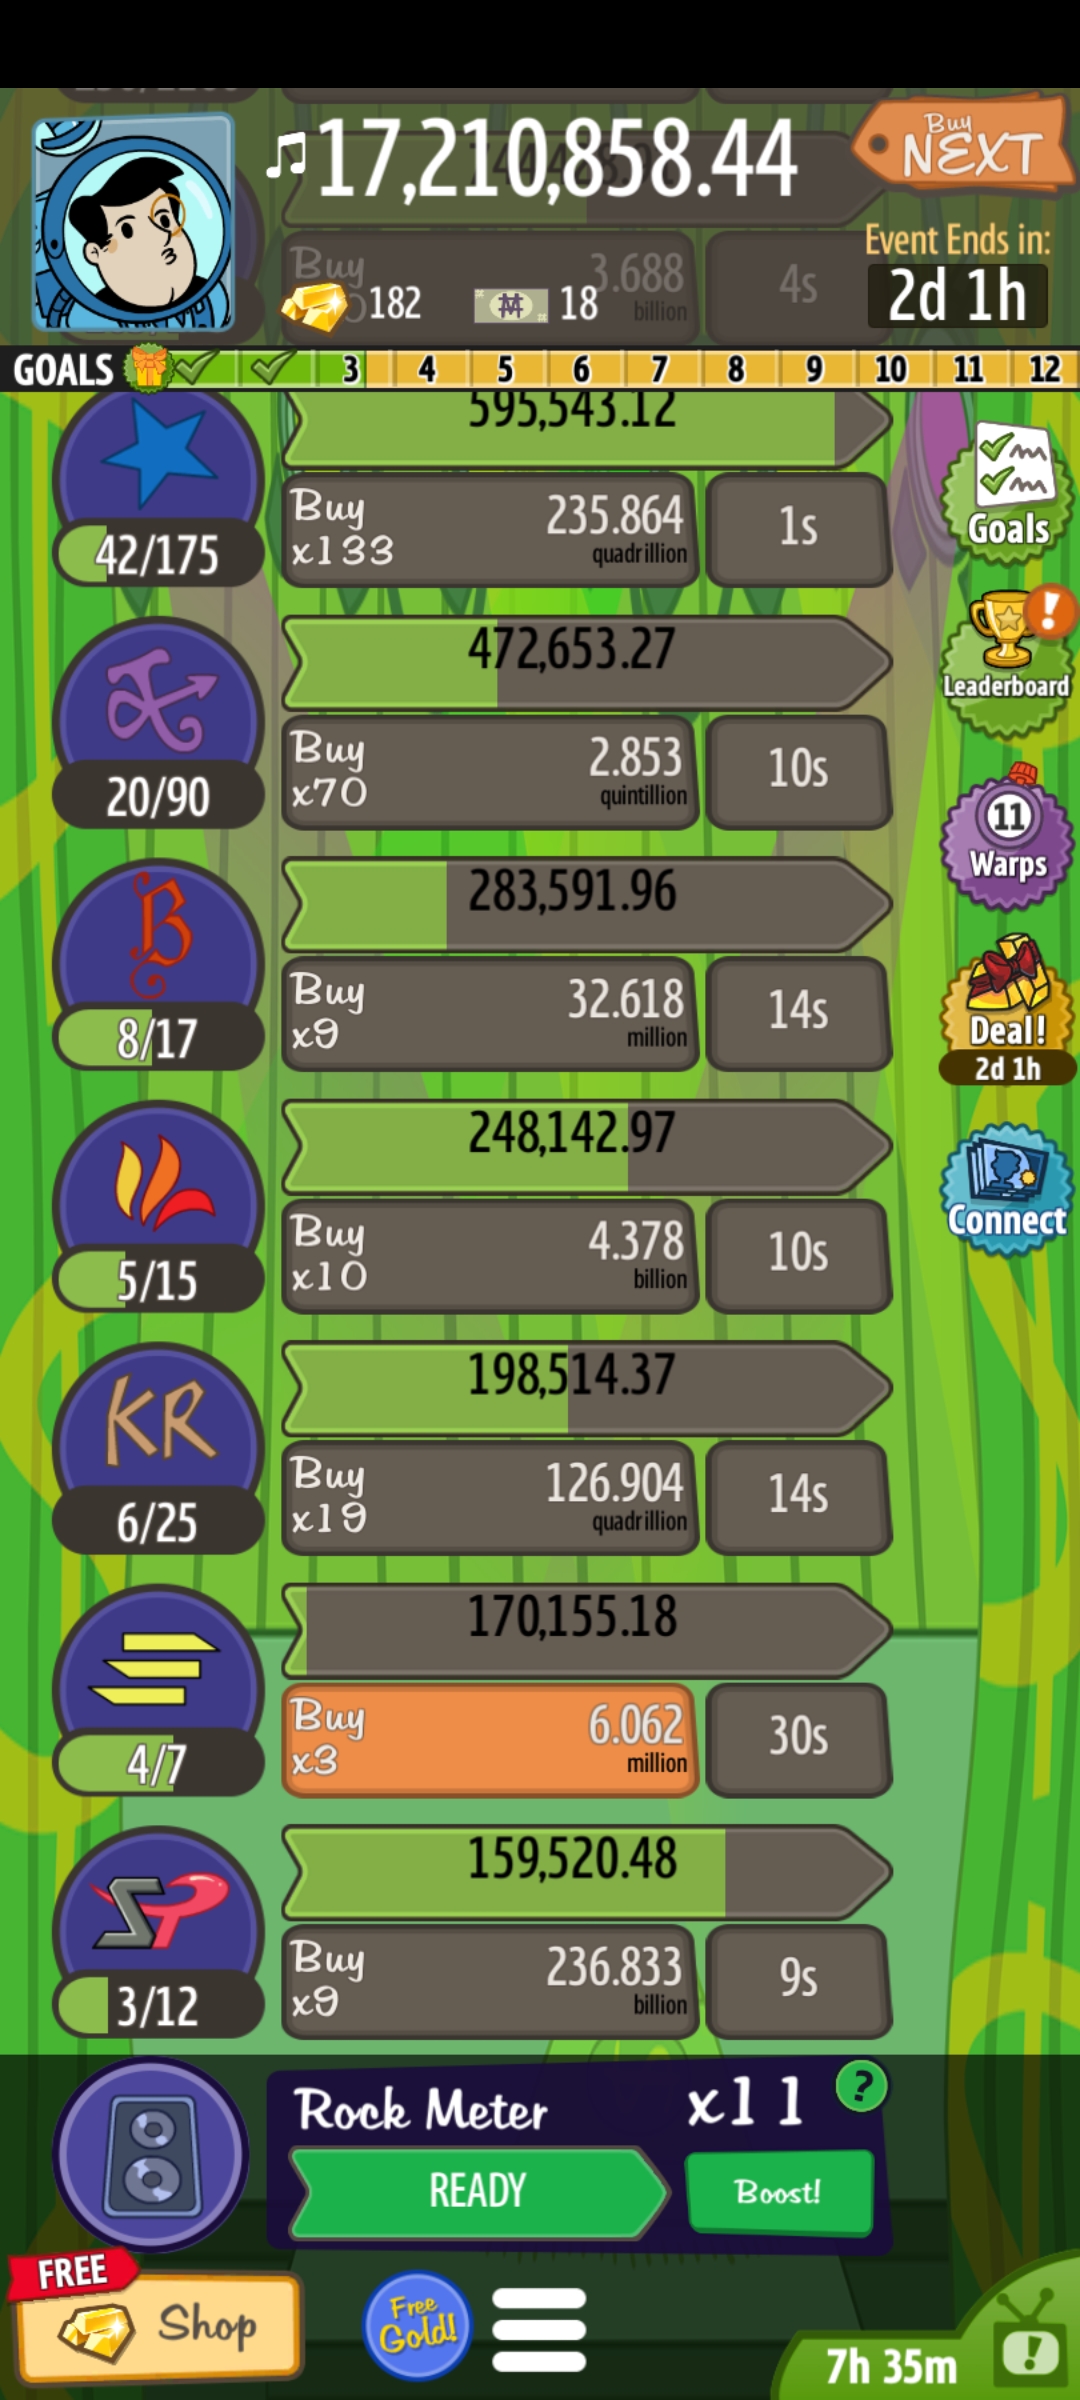 17,210,858.44
Buy
NEXT
Event Ends in:
2d 1h
Buy
3.688
billion
4s
182
18
GOALS 3 4 5 6 7 8 9 10 11 12
595,543.12
42/175
Buy
x133
235.864
quadrillion
1s
Goals
472,653.27
20/90
Buy
x70
2.853
quintillion
10s
Leaderboard
283,591.96
B
8/17
Buy
x9
32.618
million
14s
11
Warps
248,142.97
5/15
Buy
x10
4.378
billion
10s
Deal!
2d 1h
Connect
198,514.37
KR
6/25
Buy
x19
126.904
quadrillion
14s
170,155.18
4/7
Buy
x3
6.062
million
30s
159,520.48
SP
3/12
Buy
x9
236.833
billion
9s
Rock Meter
x11
?
READY
Boost!
FREE
Shop
Free
Gold!
7h 35m